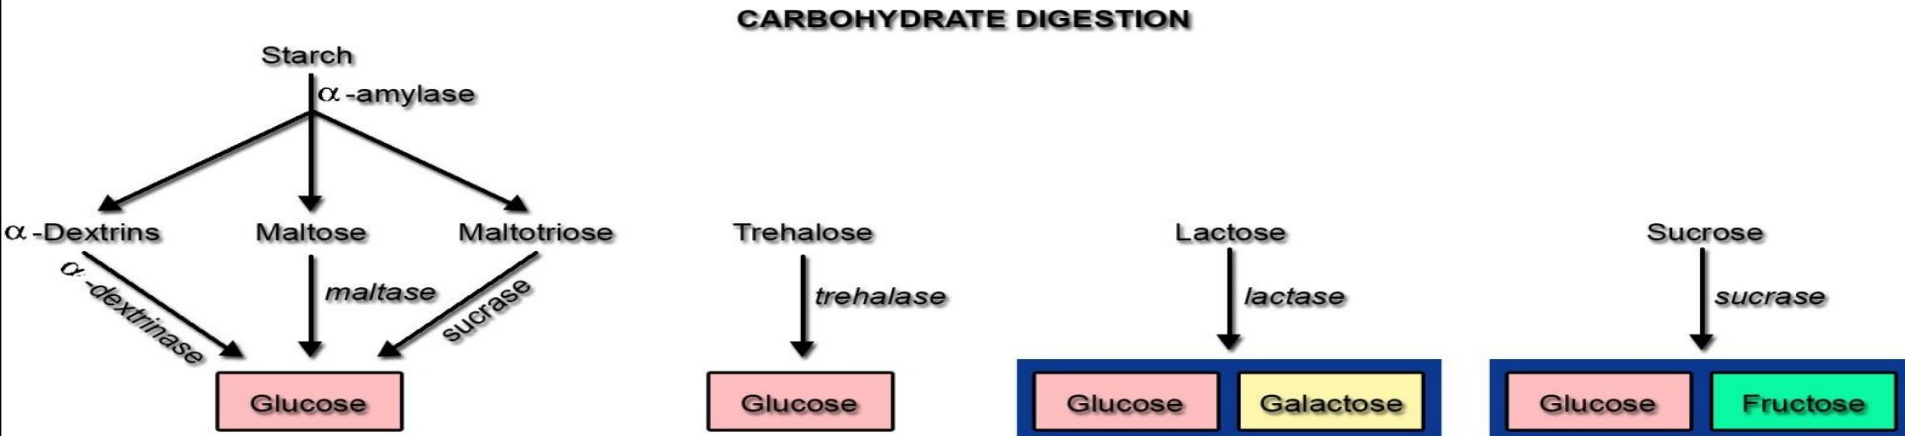 CARBOHYDRATE DIGESTION
Starch
α-amylase
α-Dextrins
Maltose
Maltotriose
Trehalose
Lactose
Sucrose
α-dextrinase
maltase
sucrase
trehalase
lactase
sucrase
Glucose
Glucose
Glucose
Galactose
Glucose
Fructose